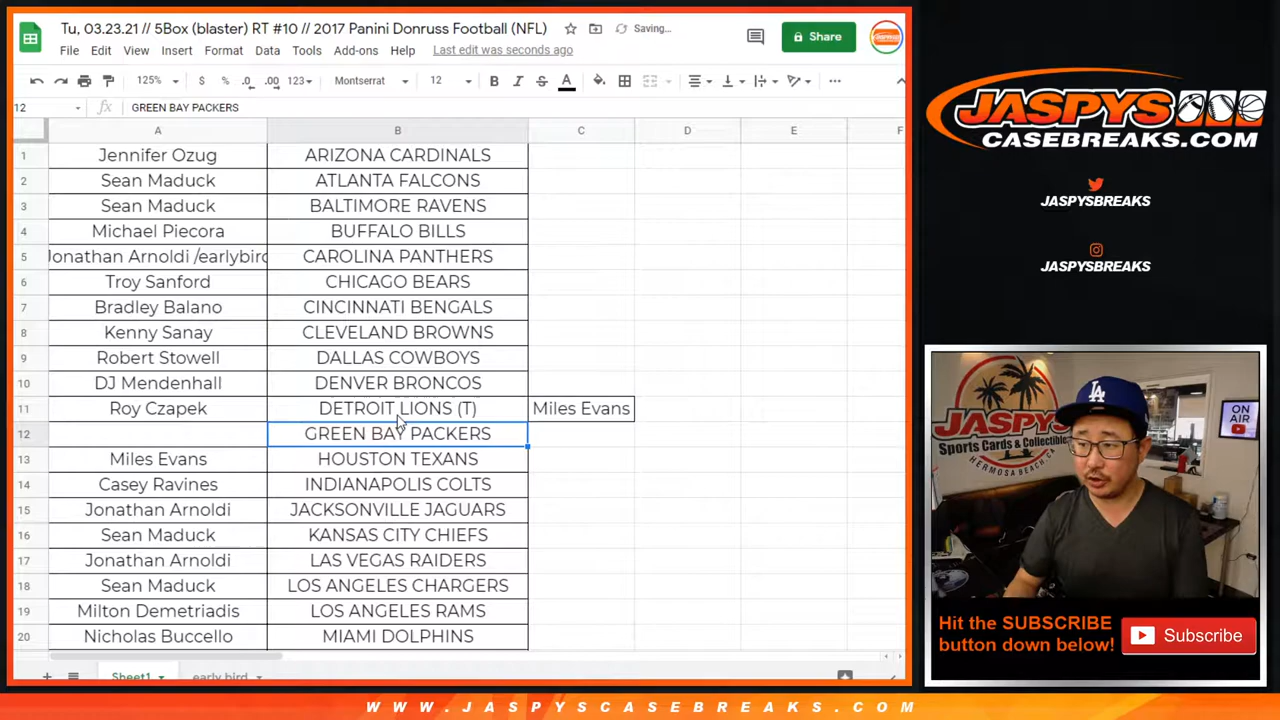 Tu, 03.23.21 // 5Box (blaster) RT #10 // 2017 Panini Donruss Football (NFL)
Saving...
File Edit View Insert Format Data Tools Add-ons Help Last edit was seconds ago
Share
125% $ % .0 .00 123 Montserrat 12 B I S A
12 fx GREEN BAY PACKERS
A B C D E F
1 Jennifer Ozug ARIZONA CARDINALS
2 Sean Maduck ATLANTA FALCONS
3 Sean Maduck BALTIMORE RAVENS
4 Michael Piecora BUFFALO BILLS
5 Jonathan Arnoldi /earlybird CAROLINA PANTHERS
6 Troy Sanford CHICAGO BEARS
7 Bradley Balano CINCINNATI BENGALS
8 Kenny Sanay CLEVELAND BROWNS
9 Robert Stowell DALLAS COWBOYS
10 DJ Mendenhall DENVER BRONCOS
11 Roy Czapek DETROIT LIONS (T) Miles Evans
12 GREEN BAY PACKERS
13 Miles Evans HOUSTON TEXANS
14 Casey Ravines INDIANAPOLIS COLTS
15 Jonathan Arnoldi JACKSONVILLE JAGUARS
16 Sean Maduck KANSAS CITY CHIEFS
17 Jonathan Arnoldi LAS VEGAS RAIDERS
18 Sean Maduck LOS ANGELES CHARGERS
19 Milton Demetriadis LOS ANGELES RAMS
20 Nicholas Buccello MIAMI DOLPHINS
Sheet1 early bird
JASPYS
CASEBREAKS.COM
JASPYSBREAKS
JASPYSBREAKS
JASPYS
Sports Cards & Collectibles
HERMOSA BEACH, CA
LA
ON AIR
Hit the SUBSCRIBE
button down below!
Subscribe
WWW.JASPYSCASEBREAKS.COM